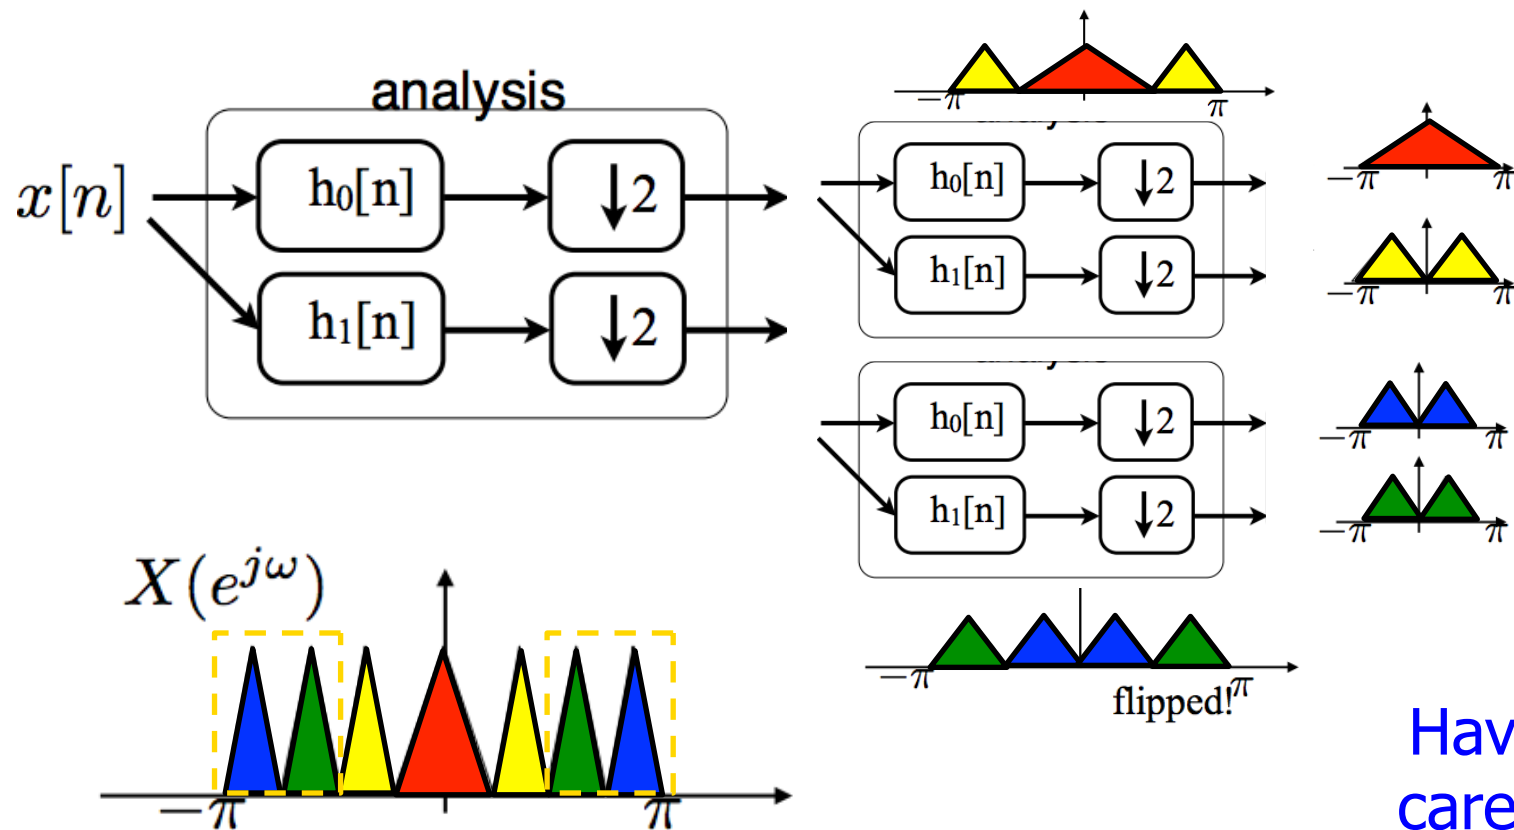 analysis
x[n]
h₀[n]
↓2
h₁[n]
↓2
X(e^{jω})
−π
π
−π
π
h₀[n]
↓2
h₁[n]
↓2
h₀[n]
↓2
h₁[n]
↓2
−π
π
flipped!
−π
π
−π
π
−π
π
−π
π
Hav
care